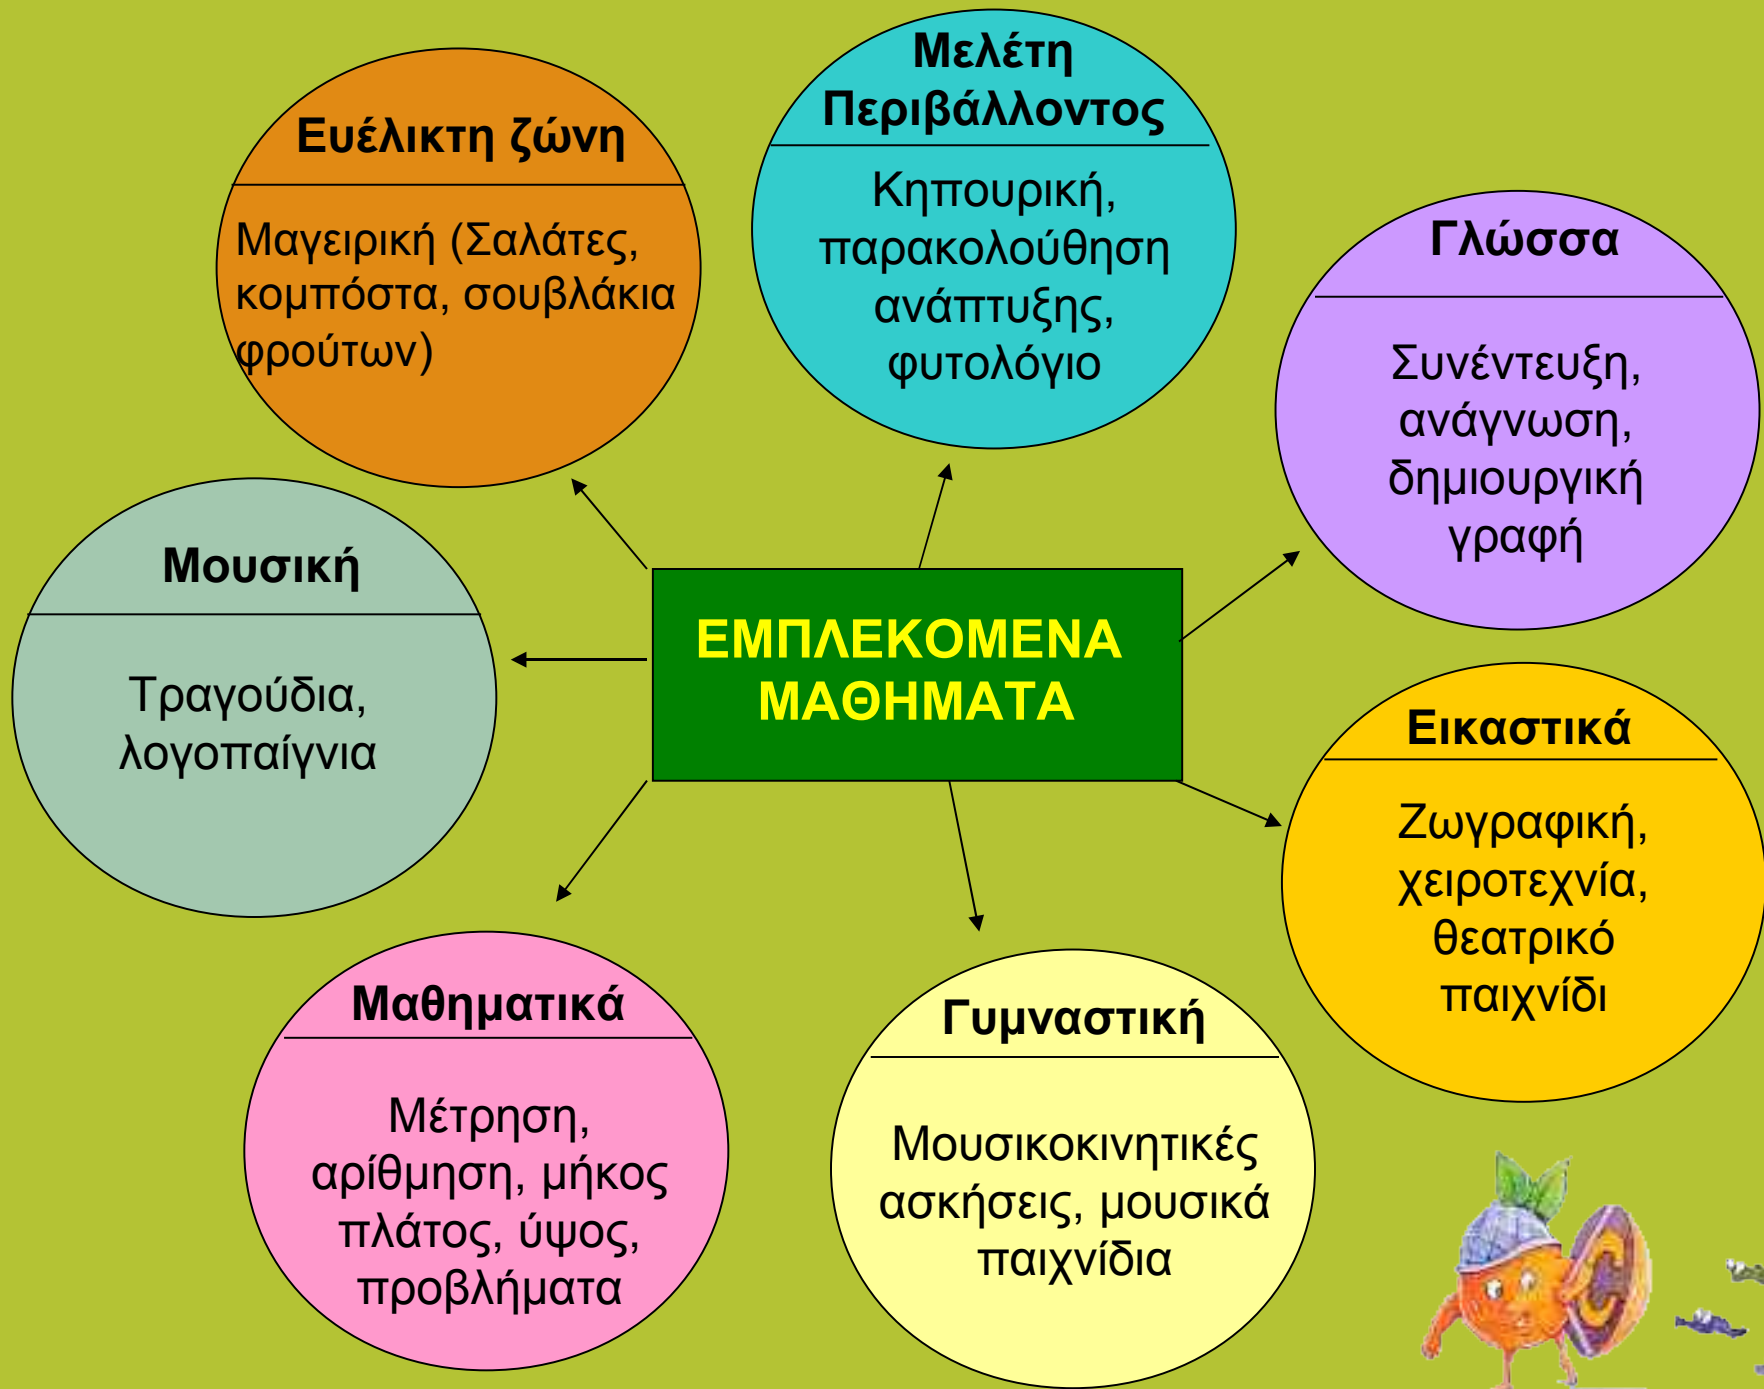 Μελέτη
Περιβάλλοντος
Κηπουρική,
παρακολούθηση
ανάπτυξης,
φυτολόγιο
Ευέλικτη ζώνη
Μαγειρική (Σαλάτες,
κομπόστα, σουβλάκια
φρούτων)
Γλώσσα
Συνέντευξη,
ανάγνωση,
δημιουργική
γραφή
Μουσική
Τραγούδια,
λογοπαίγνια
ΕΜΠΛΕΚΟΜΕΝΑ
ΜΑΘΗΜΑΤΑ
Εικαστικά
Ζωγραφική,
χειροτεχνία,
θεατρικό
παιχνίδι
Μαθηματικά
Μέτρηση,
αρίθμηση, μήκος
πλάτος, ύψος,
προβλήματα
Γυμναστική
Μουσικοκινητικές
ασκήσεις, μουσικά
παιχνίδια